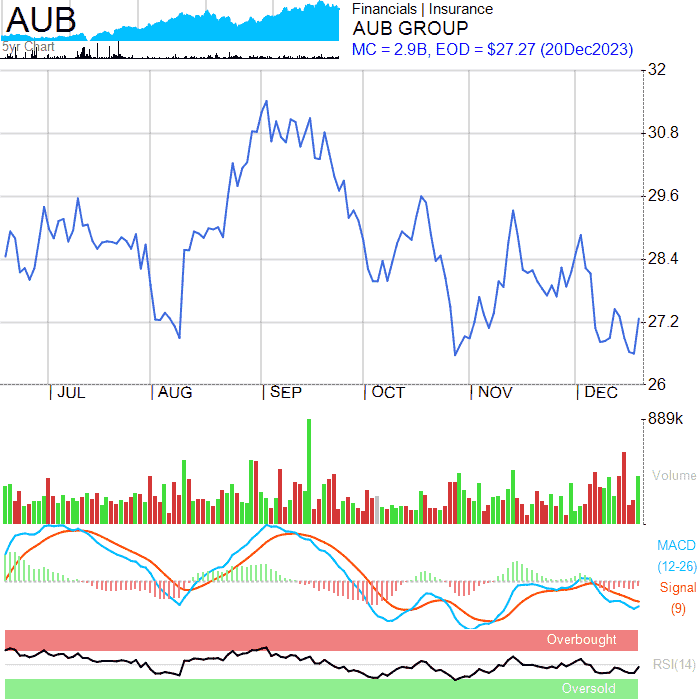 AUB
5yr Chart
Financials | Insurance
AUB GROUP
MC = 2.9B, EOD = $27.27 (20Dec2023)
32
30.8
29.6
28.4
27.2
26
| JUL | AUG | SEP | OCT | NOV | DEC
889k
Volume
MACD
(12-26)
Signal
(9)
Overbought
RSI(14)
Oversold